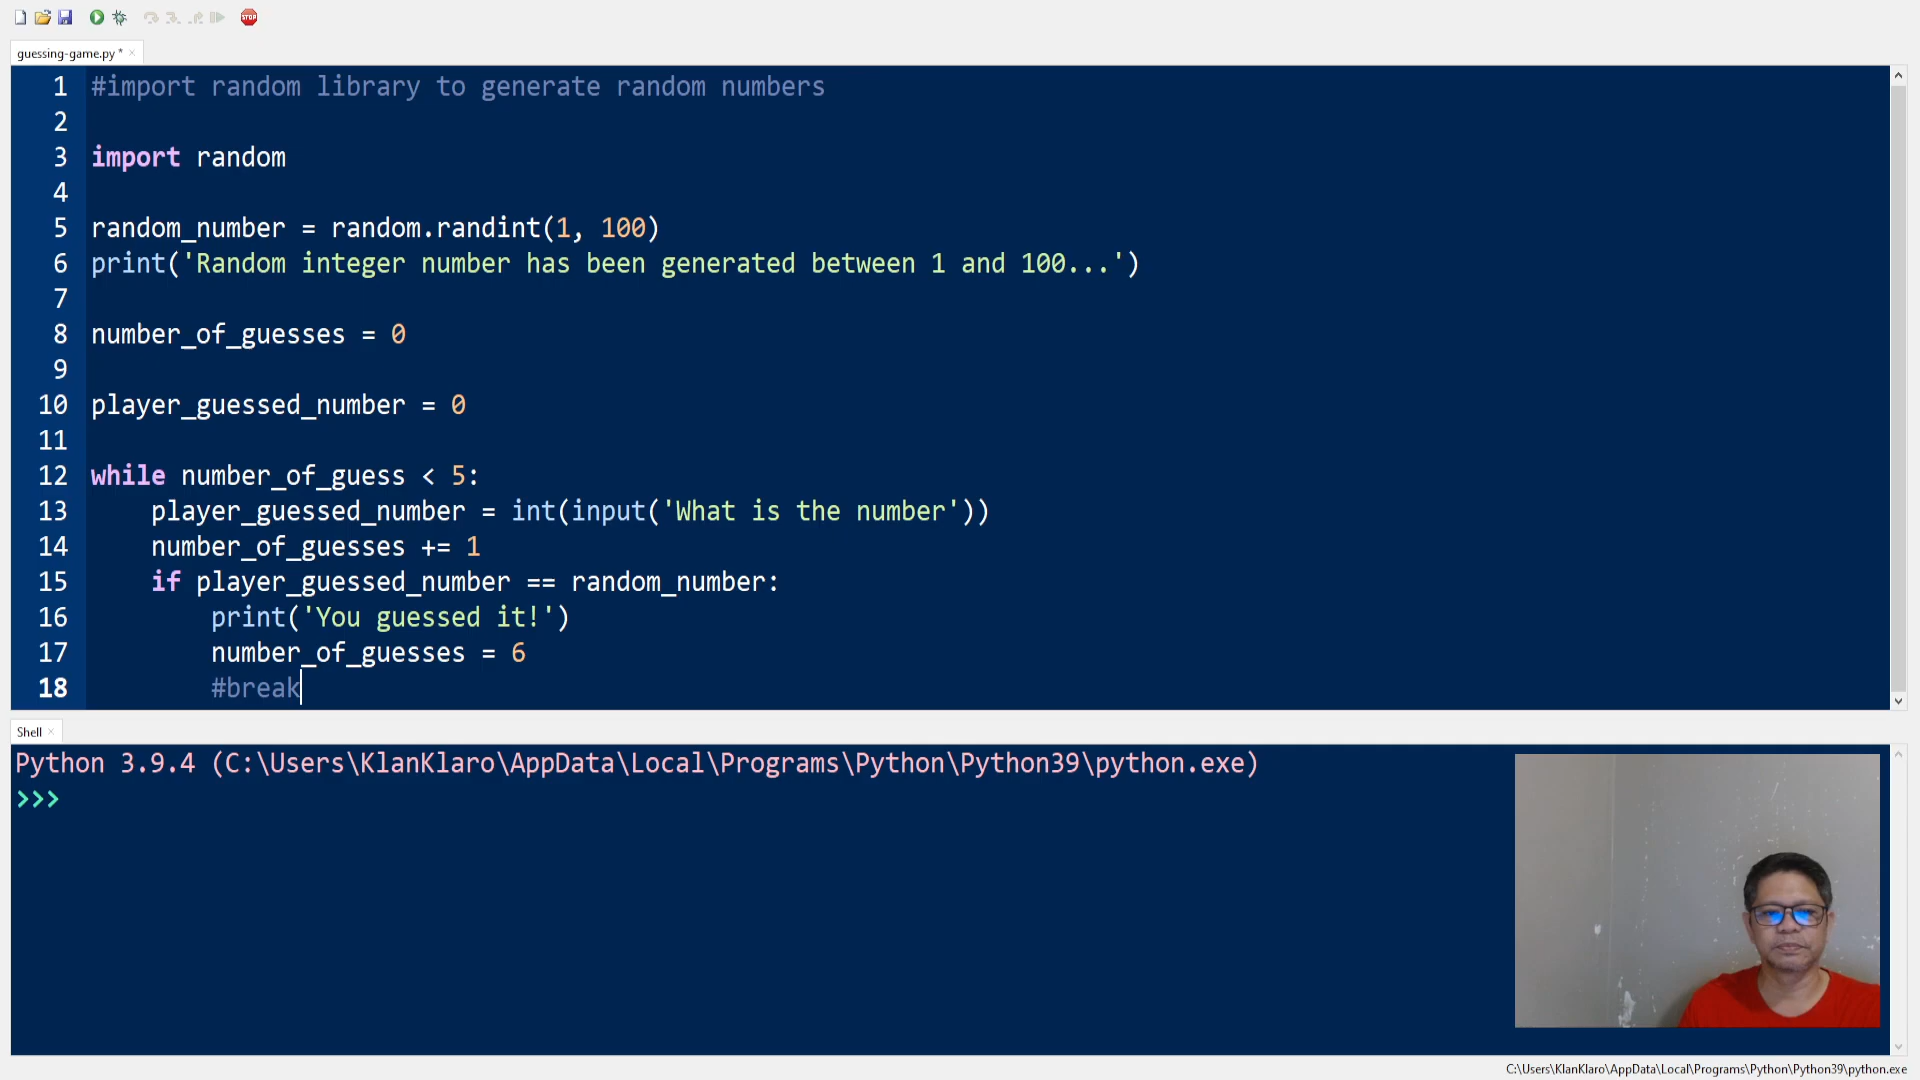 STOP
guessing-game.py *
1 #import random library to generate random numbers
2
3 import random
4
5 random_number = random.randint(1, 100)
6 print('Random integer number has been generated between 1 and 100...')
7
8 number_of_guesses = 0
9
10 player_guessed_number = 0
11
12 while number_of_guess < 5:
13     player_guessed_number = int(input('What is the number'))
14     number_of_guesses += 1
15     if player_guessed_number == random_number:
16         print('You guessed it!')
17         number_of_guesses = 6
18         #break
Shell
Python 3.9.4 (C:\Users\KlanKlaro\AppData\Local\Programs\Python\Python39\python.exe)
>>>
C:\Users\KlanKlaro\AppData\Local\Programs\Python\Python39\python.exe